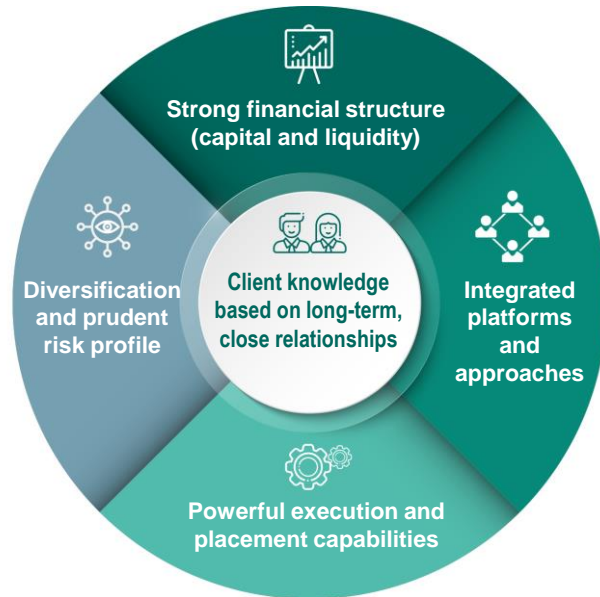 Strong financial structure
(capital and liquidity)
Diversification
and prudent
risk profile
Client knowledge
based on long-term,
close relationships
Integrated
platforms
and
approaches
Powerful execution and
placement capabilities